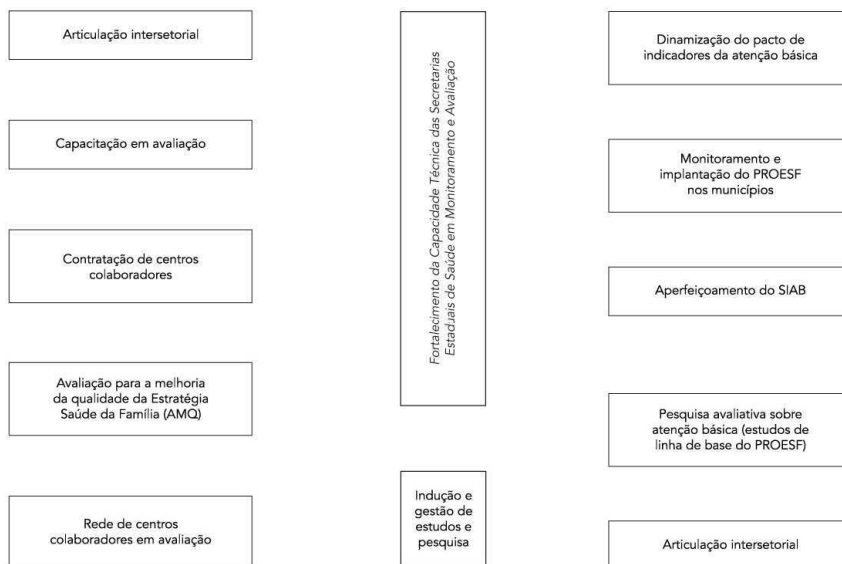 Articulação intersetorial
Capacitação em avaliação
Contratação de centros
colaboradores
Avaliação para a melhoria
da qualidade da Estratégia
Saúde da Família (AMQ)
Rede de centros
colaboradores em avaliação
Fortalecimento da Capacidade Técnica das Secretarias
Estaduais de Saúde em Monitoramento e Avaliação
Indução e
gestão de
estudos e
pesquisa
Dinamização do pacto de
indicadores da atenção básica
Monitoramento e
implantação do PROESF
nos municípios
Aperfeiçoamento do SIAB
Pesquisa avaliativa sobre
atenção básica (estudos de
linha de base do PROESF)
Articulação intersetorial